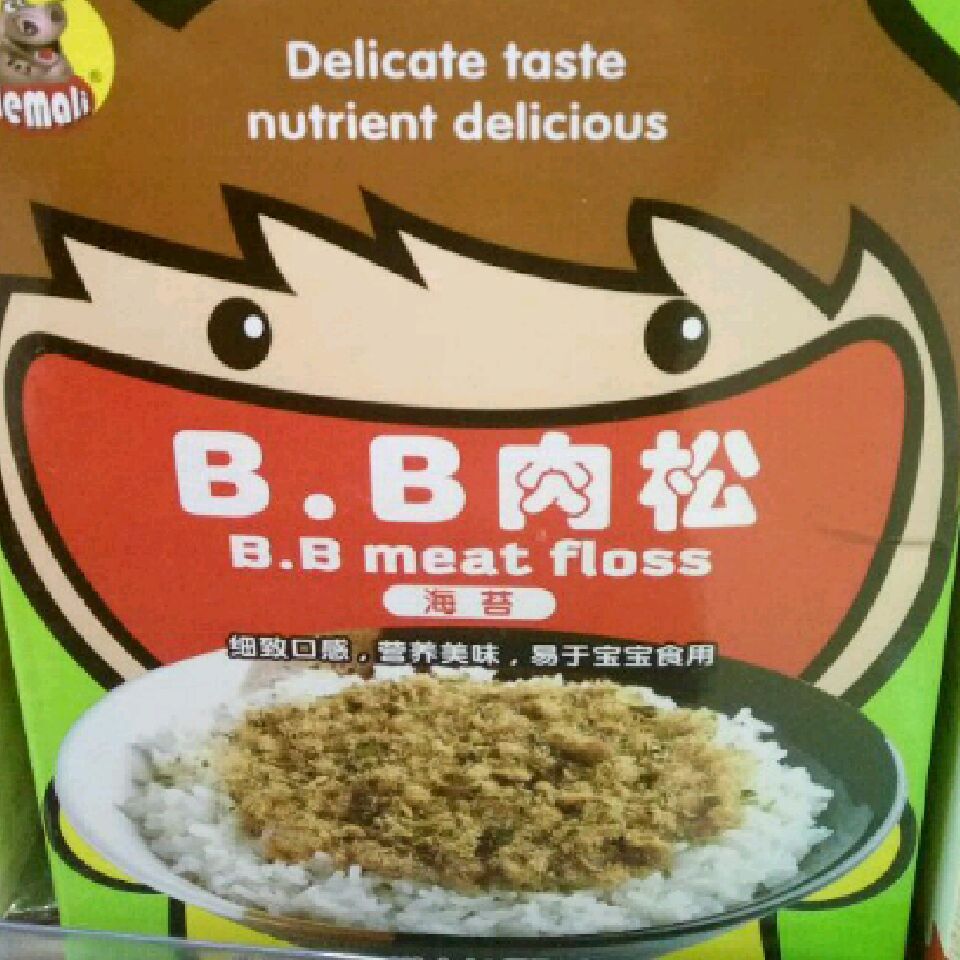 Delicate taste
nutrient delicious
B.B肉松
B.B meat floss
海苔
细致口感，营养美味，易于宝宝食用